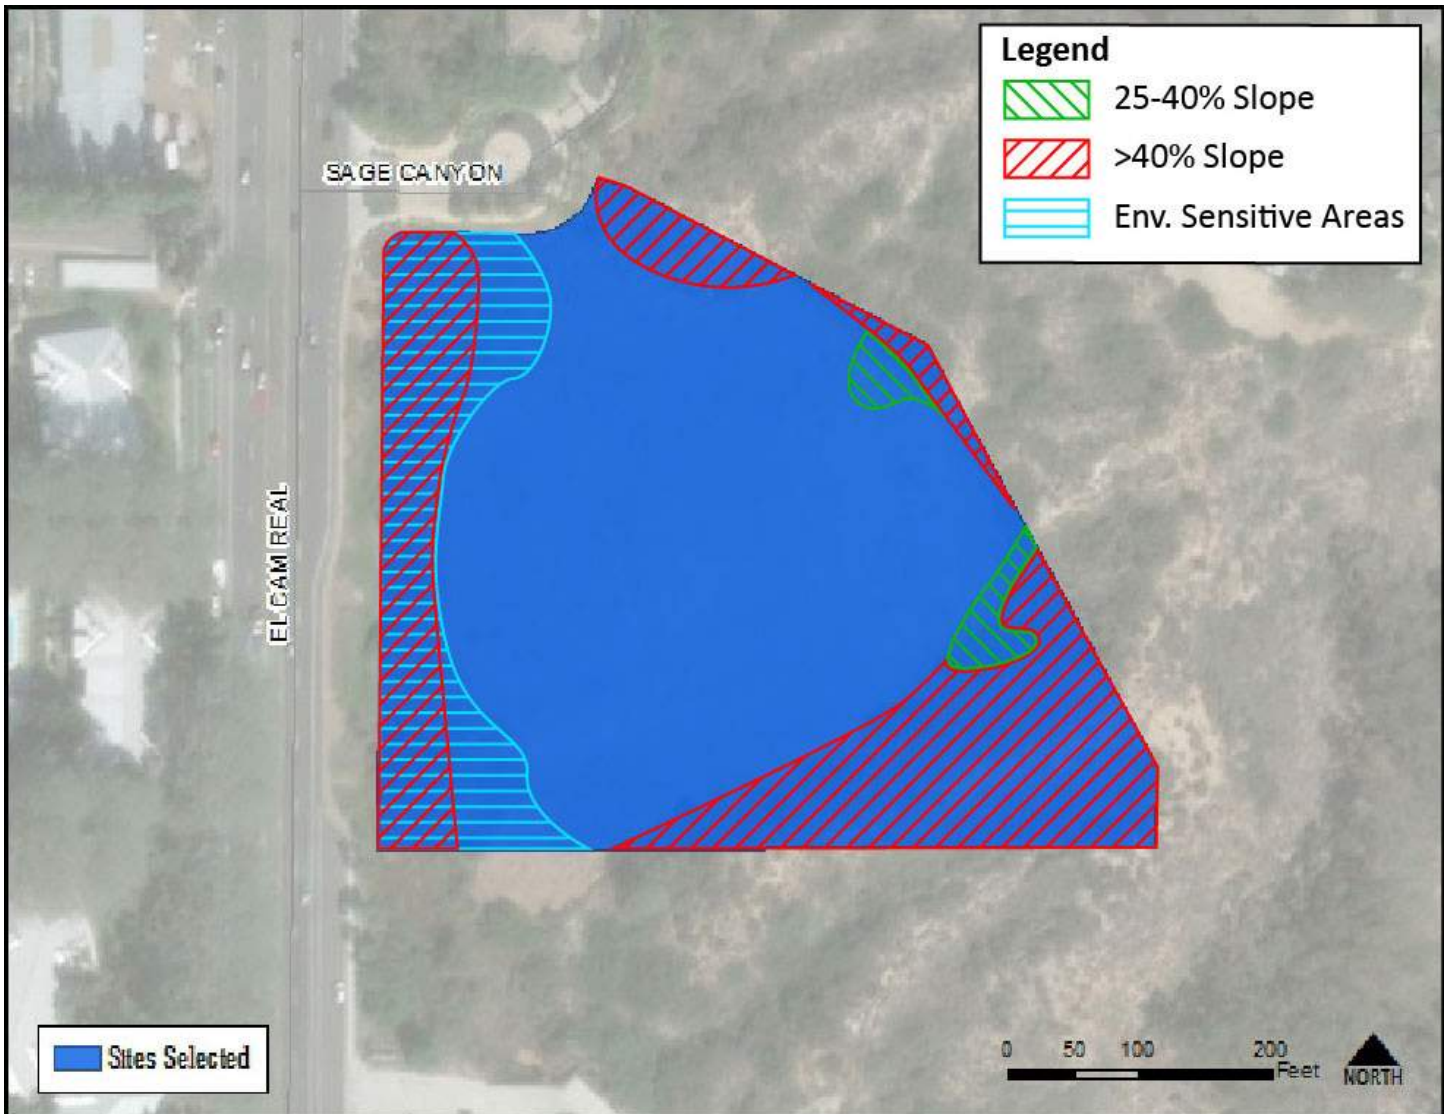 Legend
25-40% Slope
>40% Slope
Env. Sensitive Areas
SAGE CANYON
EL CAM REAL
Sites Selected
0 50 100 200
Feet
NORTH